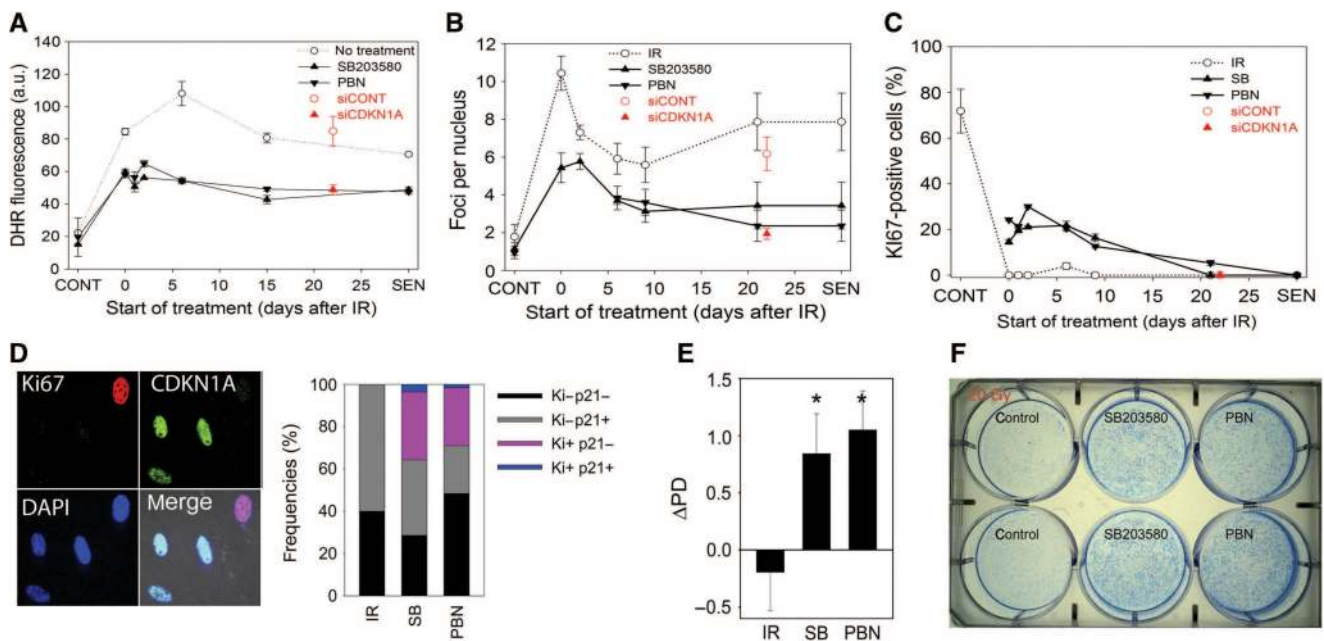 A
DHR fluorescence (a.u.)
140
120
100
80
60
40
20
0
No treatment
SB203580
PBN
siCONT
siCDKN1A
CONT 0 5 10 15 20 25 SEN
Start of treatment (days after IR)
B
Foci per nucleus
12
10
8
6
4
2
0
IR
SB203580
PBN
siCONT
siCDKN1A
CONT 0 5 10 15 20 25 SEN
Start of treatment (days after IR)
C
KI67-positive cells (%)
100
80
60
40
20
0
IR
SB
PBN
siCONT
siCDKN1A
CONT 0 5 10 15 20 25 SEN
Start of treatment (days after IR)
D
Ki67
CDKN1A
DAPI
Merge
Frequencies (%)
100
80
60
40
20
0
IR SB PBN
Ki– p21–
Ki– p21+
Ki+ p21–
Ki+ p21+
E
ΔPD
1.5
1.0
0.5
0.0
–0.5
* *
IR SB PBN
F
20 Gy
Control SB203580 PBN
Control SB203580 PBN